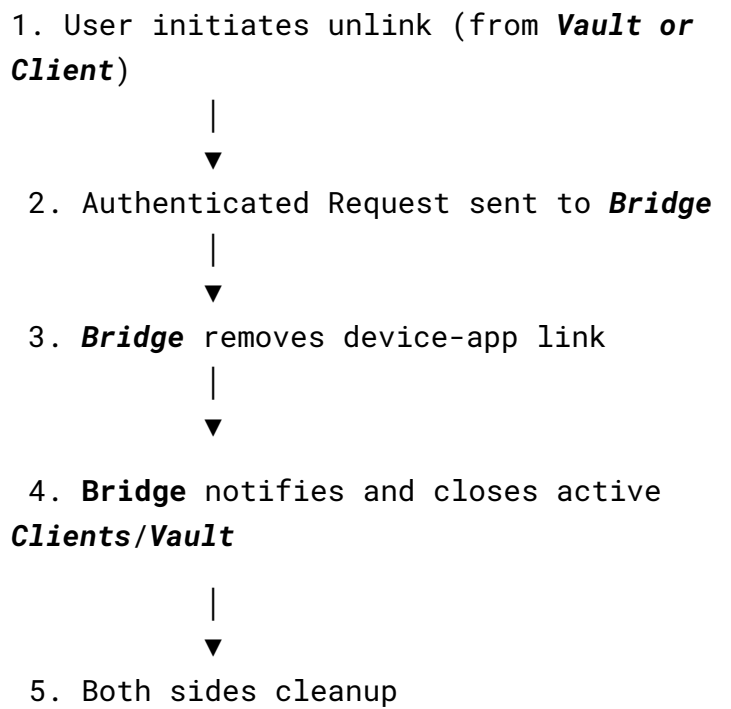 1. User initiates unlink (from Vault or
Client)
|
▼
2. Authenticated Request sent to Bridge
|
▼
3. Bridge removes device-app link
|
▼
4. Bridge notifies and closes active
Clients/Vault
|
▼
5. Both sides cleanup